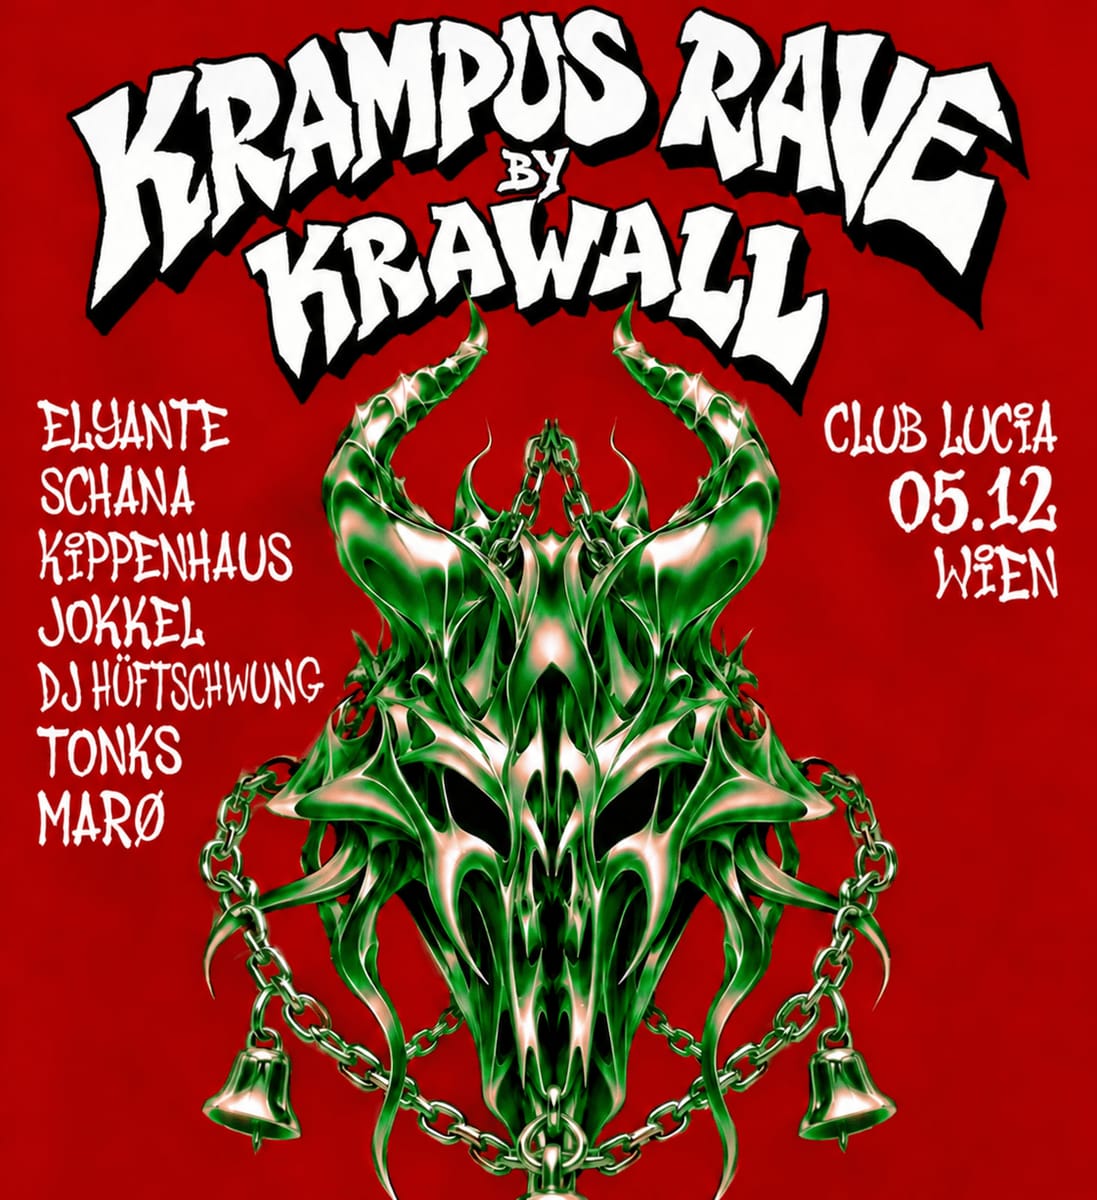 KRAMPUS RAVE
BY
KRAWALL
ELYANTE
SCHANA
KiPPENHAUS
JOKKEL
DJ HÜFTSCHWUNG
TONKS
MARØ
CLUB LUCiA
05.12
WiEN